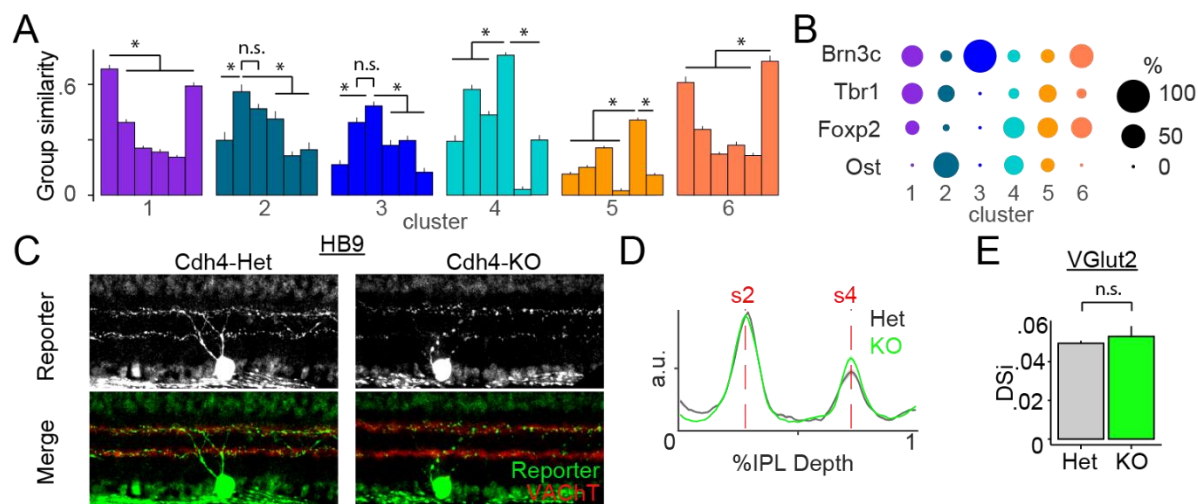 A
Group similarity
.6
0
* * n.s. * * n.s. * * * * * *
1 2 3 4 5 6
cluster
B
Brn3c
Tbr1
Foxp2
Ost
1 2 3 4 5 6
cluster
%
100
50
0
C
HB9
Cdh4-Het Cdh4-KO
Reporter
Merge
Reporter
VAChT
D
s2 s4
Het
KO
a.u.
0 1
%IPL Depth
E
VGlut2
n.s.
DSi
.06
.04
.02
0
Het KO